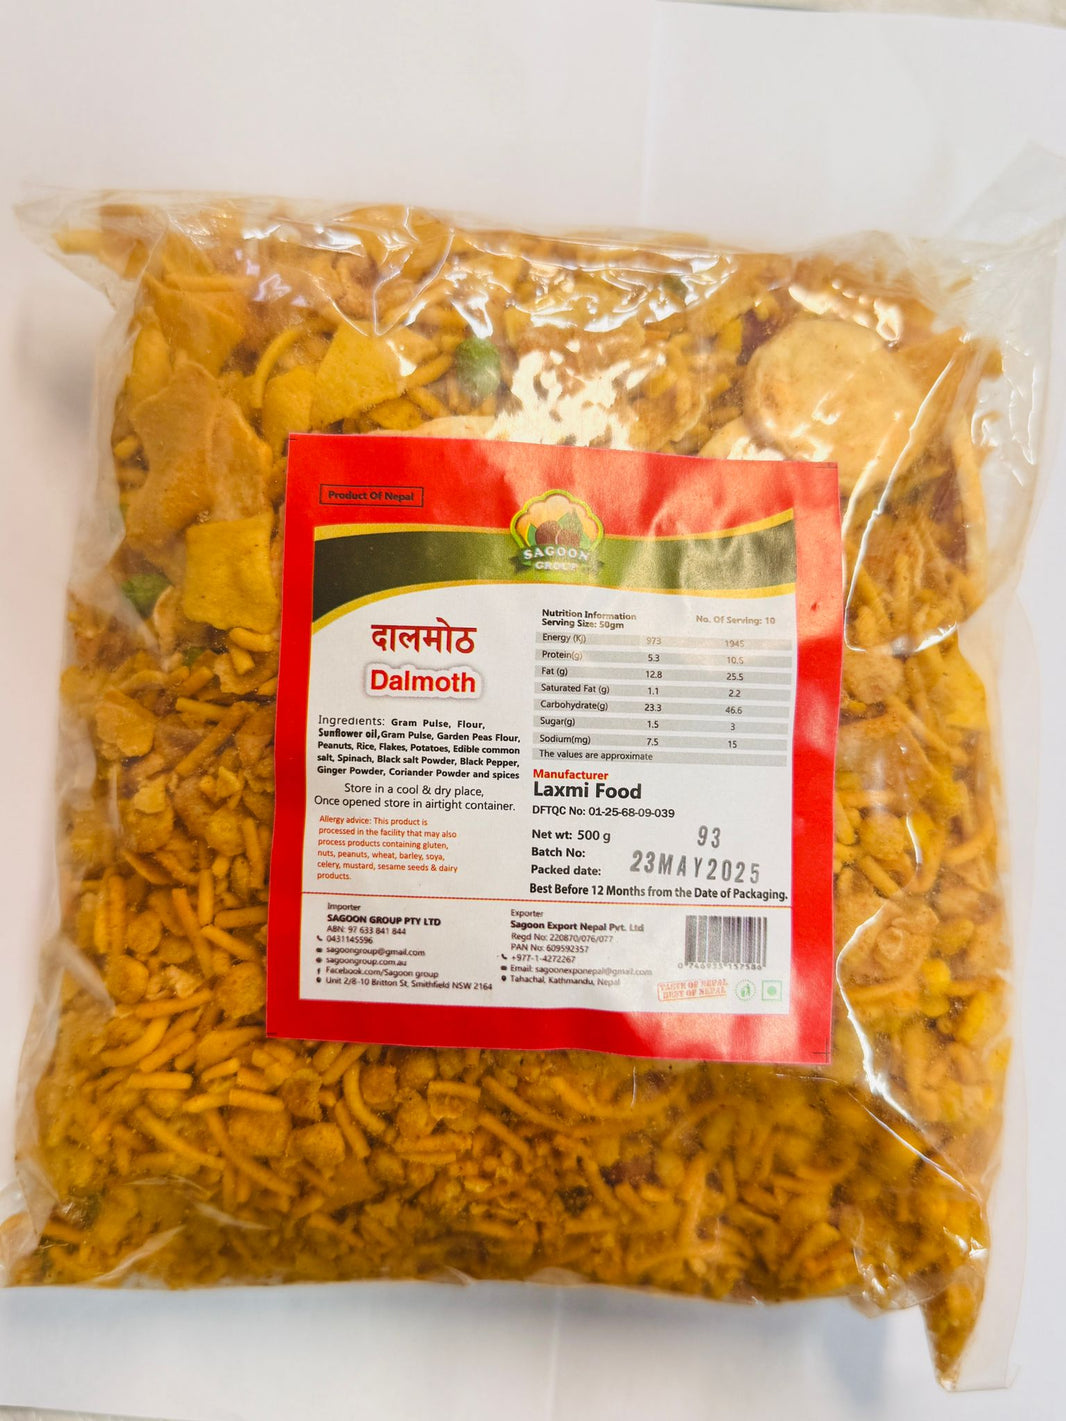 Product Of Nepal
SAGOON
GROUP
दालमोठ
Dalmoth
Ingredients: Gram Pulse, Flour,
Sunflower oil,Gram Pulse, Garden Peas Flour,
Peanuts, Rice, Flakes, Potatoes, Edible common
salt, Spinach, Black salt Powder, Black Pepper,
Ginger Powder, Coriander Powder and spices
Store in a cool & dry place,
Once opened store in airtight container.
Allergy advice: This product is
processed in the facility that may also
process products containing gluten,
nuts, peanuts, wheat, barley, soya,
celery, mustard, sesame seeds & dairy
products.
Nutrition Information
Serving Size: 50gm No. Of Serving: 10
Energy (Kj) 973 1945
Protein(g) 5.3 10.5
Fat (g) 12.8 25.5
Saturated Fat (g) 1.1 2.2
Carbohydrate(g) 23.3 46.6
Sugar(g) 1.5 3
Sodium(mg) 7.5 15
The values are approximate
Manufacturer
Laxmi Food
DFTQC No: 01-25-68-09-039
Net wt: 500 g
Batch No: 93
Packed date: 23MAY2025
Best Before 12 Months from the Date of Packaging.
Importer
SAGOON GROUP PTY LTD
ABN: 97 633 841 844
0431145596
sagoongroup@gmail.com
sagoongroup.com.au
Facebook.com/Sagoon group
Unit 2/8-10 Britton St, Smithfield NSW 2164
Exporter
Sagoon Export Nepal Pvt. Ltd
Regd No: 220870/076/077
PAN No: 609592357
+977-1-4272267
Email: sagoonexponepal@gmail.com
Tahachal, Kathmandu, Nepal
0 746935 157586
TASTE OF NEPAL
BEST OF NEPAL